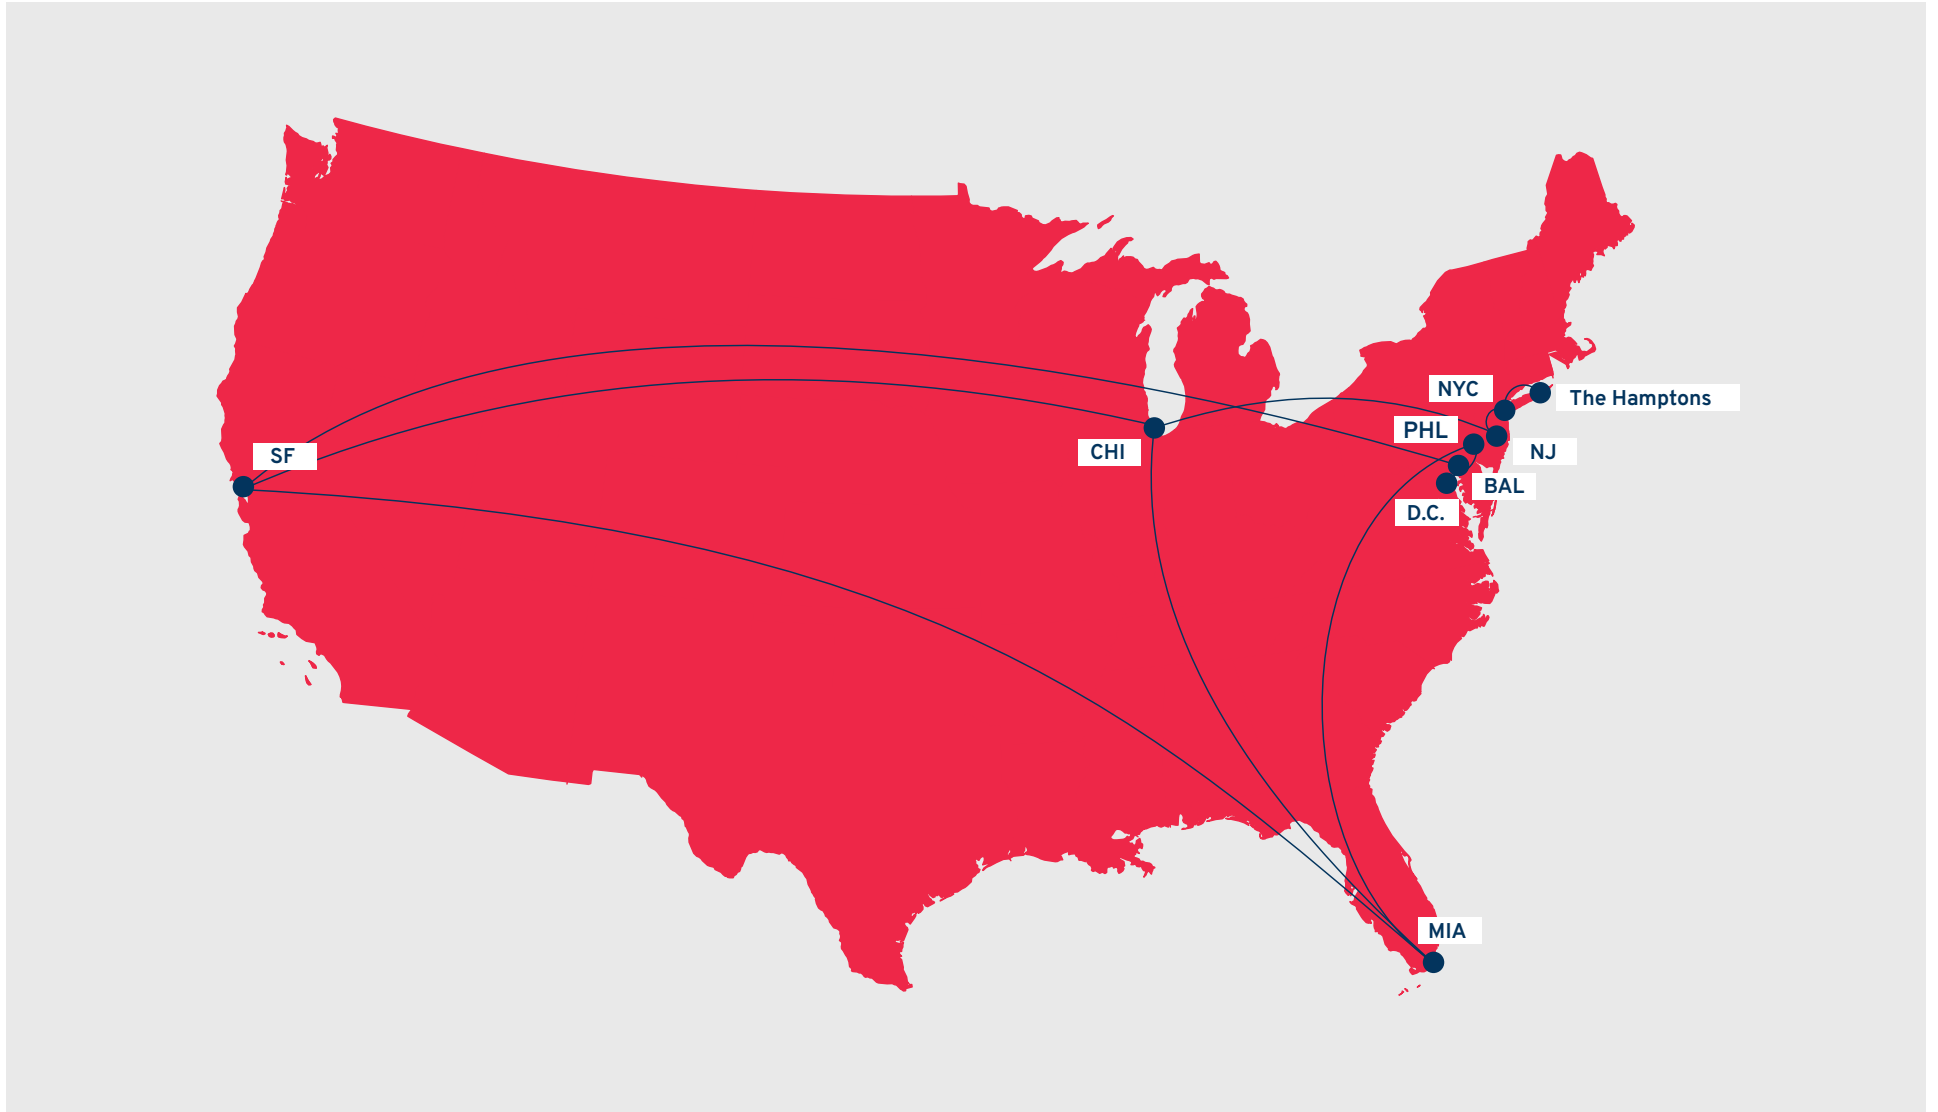 NYC
The Hamptons
PHL
SF
CHI
NJ
BAL
D.C.
MIA